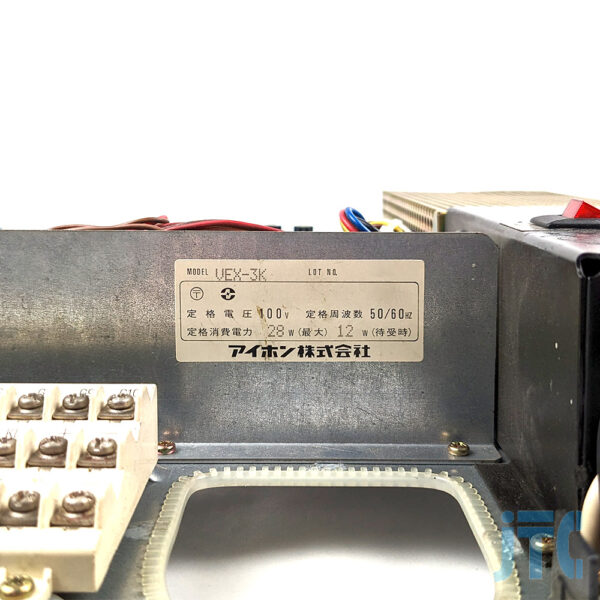 MODEL VEX-3K LOT NO.
〒
定格電圧 100V 定格周波数 50/60HZ
定格消費電力 28W(最大) 12W(待受時)
アイホン株式会社
JTC